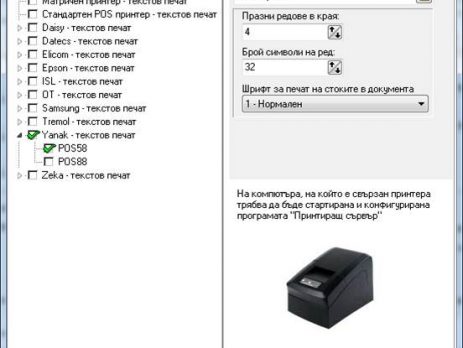 Матричен принтер - текстов печат
Стандартен POS принтер - текстов печат
Daisy - текстов печат
Datecs - текстов печат
Elicom - текстов печат
Epson - текстов печат
ISL - текстов печат
OT - текстов печат
Samsung - текстов печат
Tremol - текстов печат
Yanak - текстов печат
POS58
POS88
Zeka - текстов печат
Празни редове в края:
4
Брой символи на ред:
32
Шрифт за печат на стоките в документа
1 - Нормален
На компютъра, на който е свързан принтера
трябва да бъде стартирана и конфигурирана
програмата "Принтиращ сървър"